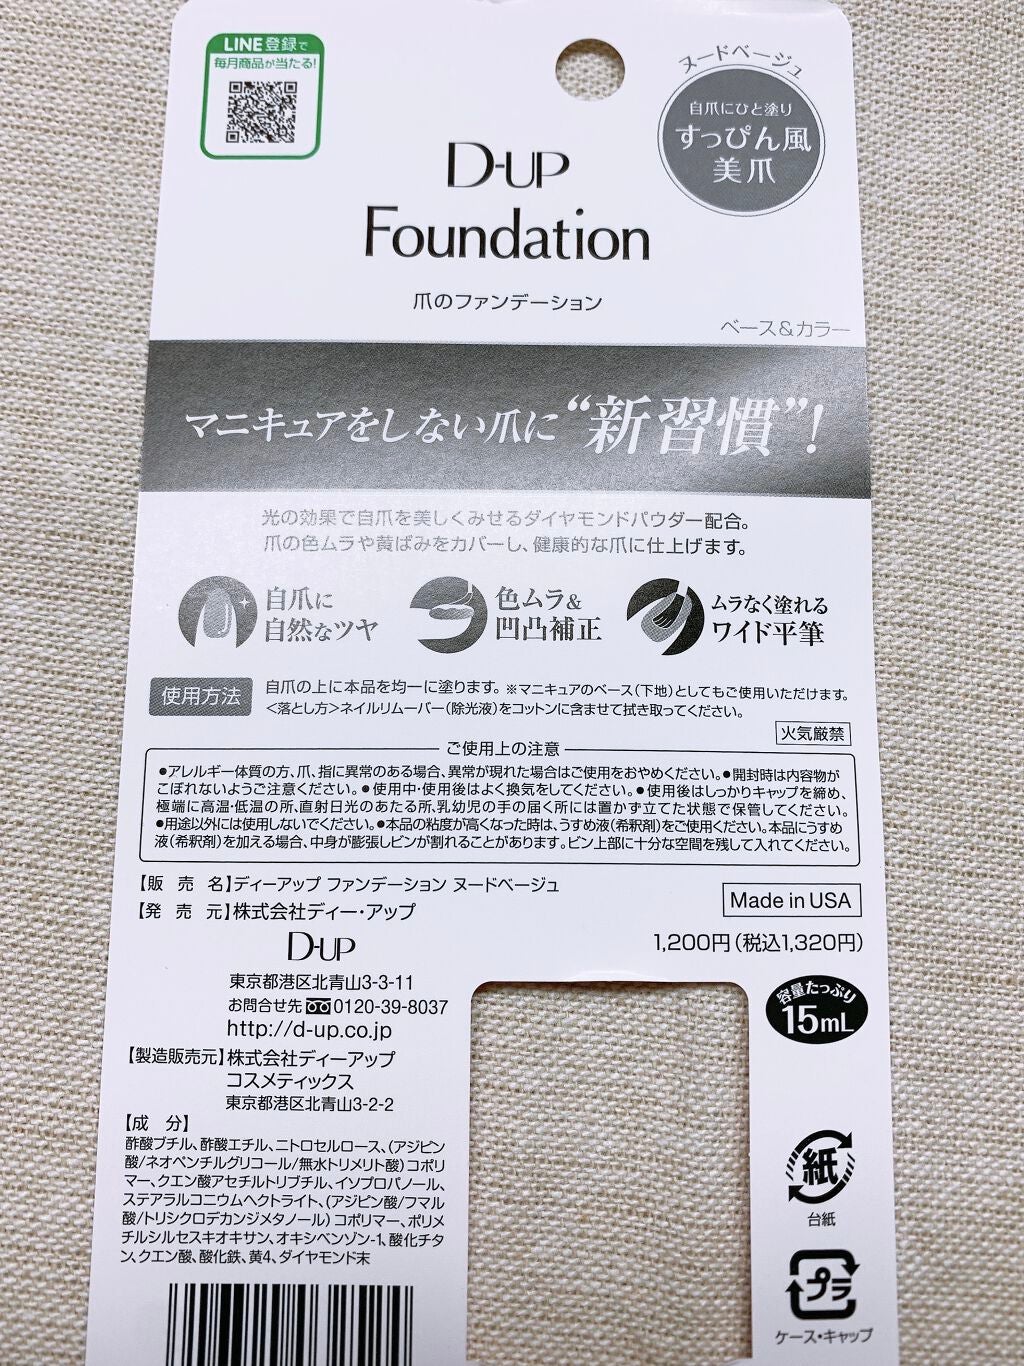 LINE登録で
毎月商品が当たる!
ヌードベージュ
自爪にひと塗り
すっぴん風
美爪
D-UP
Foundation
爪のファンデーション
ベース&カラー
マニキュアをしない爪に“新習慣”!
光の効果で自爪を美しくみせるダイヤモンドパウダー配合。
爪の色ムラや黄ばみをカバーし、健康的な爪に仕上げます。
自爪に
自然なツヤ
色ムラ&
凹凸補正
ムラなく塗れる
ワイド平筆
使用方法
自爪の上に本品を均一に塗ります。※マニキュアのベース(下地)としてもご使用いただけます。
<落とし方>ネイルリムーバー(除光液)をコットンに含ませて拭き取ってください。
火気厳禁
ご使用上の注意
●アレルギー体質の方、爪、指に異常のある場合、異常が現れた場合はご使用をおやめください。●開封時は内容物が
こぼれないようご注意ください。●使用中・使用後はよく換気をしてください。●使用後はしっかりキャップを締め、
極端に高温・低温の所、直射日光のあたる所、乳幼児の手の届く所には置かず立てた状態で保管してください。
●用途以外には使用しないでください。●本品の粘度が高くなった時は、うすめ液(希釈剤)をご使用ください。本品にうすめ
液(希釈剤)を加える場合、中身が膨張しビンが割れることがあります。ビン上部に十分な空間を残して入れてください。
【販売名】ディーアップ ファンデーション ヌードベージュ
【発売元】株式会社ディー・アップ
Made in USA
D-UP
1,200円(税込1,320円)
東京都港区北青山3-3-11
お問合せ先 0120-39-8037
http://d-up.co.jp
容量たっぷり
15mL
【製造販売元】株式会社ディーアップ
コスメティックス
東京都港区北青山3-2-2
【成分】
酢酸ブチル、酢酸エチル、ニトロセルロース、(アジピン
酸/ネオペンチルグリコール/無水トリメリト酸)コポリ
マー、クエン酸アセチルトリブチル、イソプロパノール、
ステアラルコニウムヘクトライト、(アジピン酸/フマル
酸/トリシクロデカンジメタノール)コポリマー、ポリメ
チルシルセスキオキサン、オキシベンゾン-1、酸化チタ
ン、クエン酸、酸化鉄、黄4、ダイヤモンド末
紙
台紙
プラ
ケース・キャップ